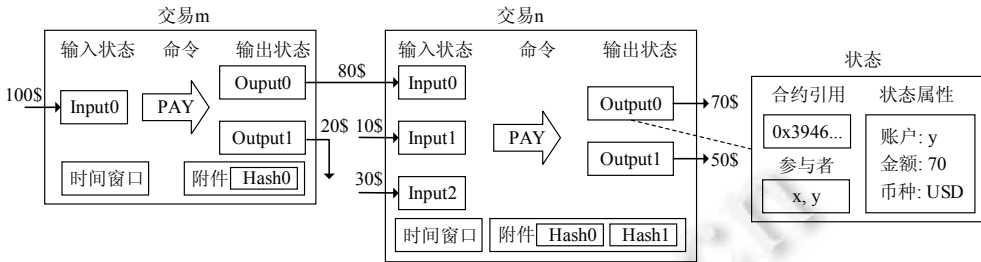 交易m
输入状态 命令 输出状态
100$
Input0
PAY
Ouput0
Output1
时间窗口
附件 Hash0
80$
20$
交易n
输入状态 命令 输出状态
10$
30$
Input0
Input1
Input2
PAY
Output0
Output1
时间窗口
附件 Hash0 Hash1
70$
50$
状态
合约引用 状态属性
0x3946...
参与者
x, y
账户: y
金额: 70
币种: USD